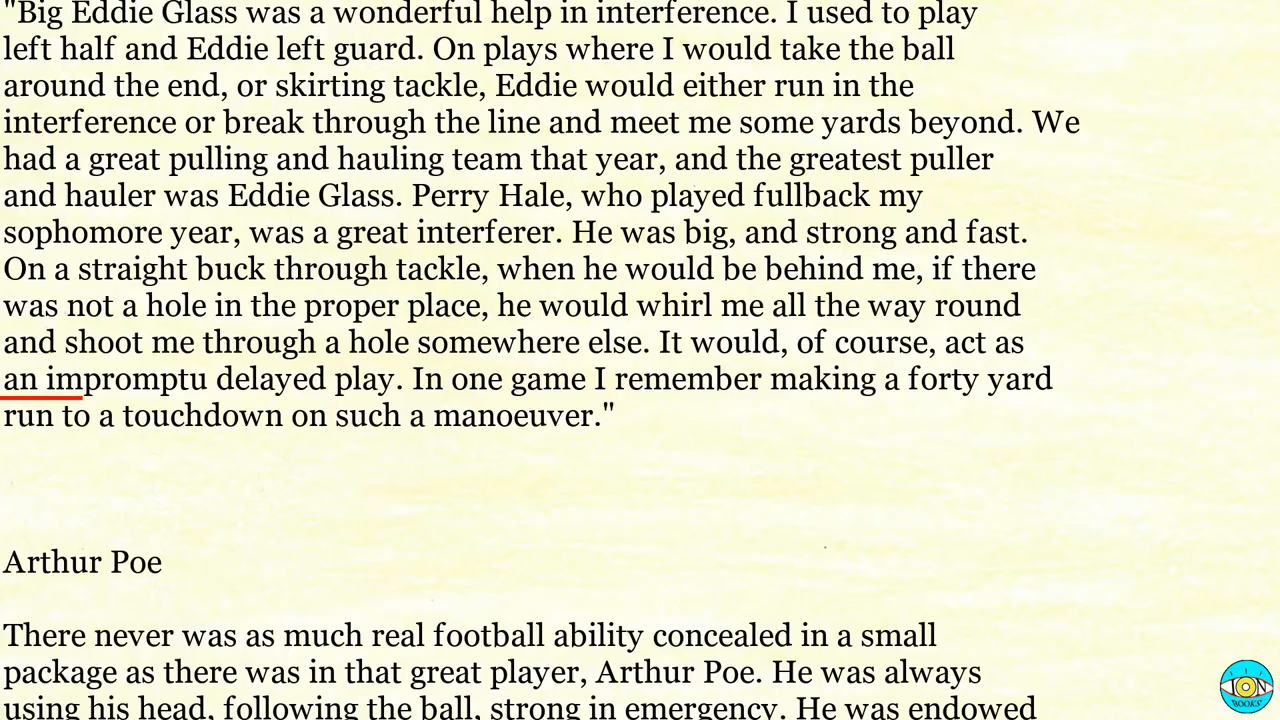 "Big Eddie Glass was a wonderful help in interference. I used to play
left half and Eddie left guard. On plays where I would take the ball
around the end, or skirting tackle, Eddie would either run in the
interference or break through the line and meet me some yards beyond. We
had a great pulling and hauling team that year, and the greatest puller
and hauler was Eddie Glass. Perry Hale, who played fullback my
sophomore year, was a great interferer. He was big, and strong and fast.
On a straight buck through tackle, when he would be behind me, if there
was not a hole in the proper place, he would whirl me all the way round
and shoot me through a hole somewhere else. It would, of course, act as
an impromptu delayed play. In one game I remember making a forty yard
run to a touchdown on such a manoeuver."
Arthur Poe
There never was as much real football ability concealed in a small
package as there was in that great player, Arthur Poe. He was always
using his head, following the ball, strong in emergency. He was endowed
ION
BOOKS